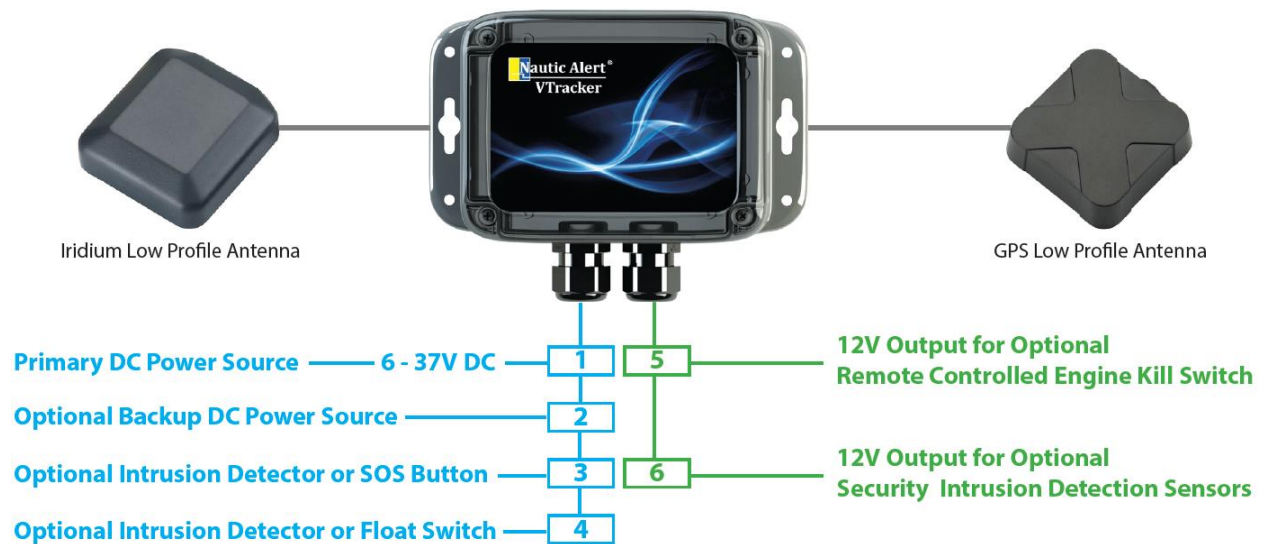 Nautic Alert®
VTracker
Iridium Low Profile Antenna
GPS Low Profile Antenna
Primary DC Power Source 6 - 37V DC 1
Optional Backup DC Power Source 2
Optional Intrusion Detector or SOS Button 3
Optional Intrusion Detector or Float Switch 4
5 12V Output for Optional
Remote Controlled Engine Kill Switch
6 12V Output for Optional
Security Intrusion Detection Sensors